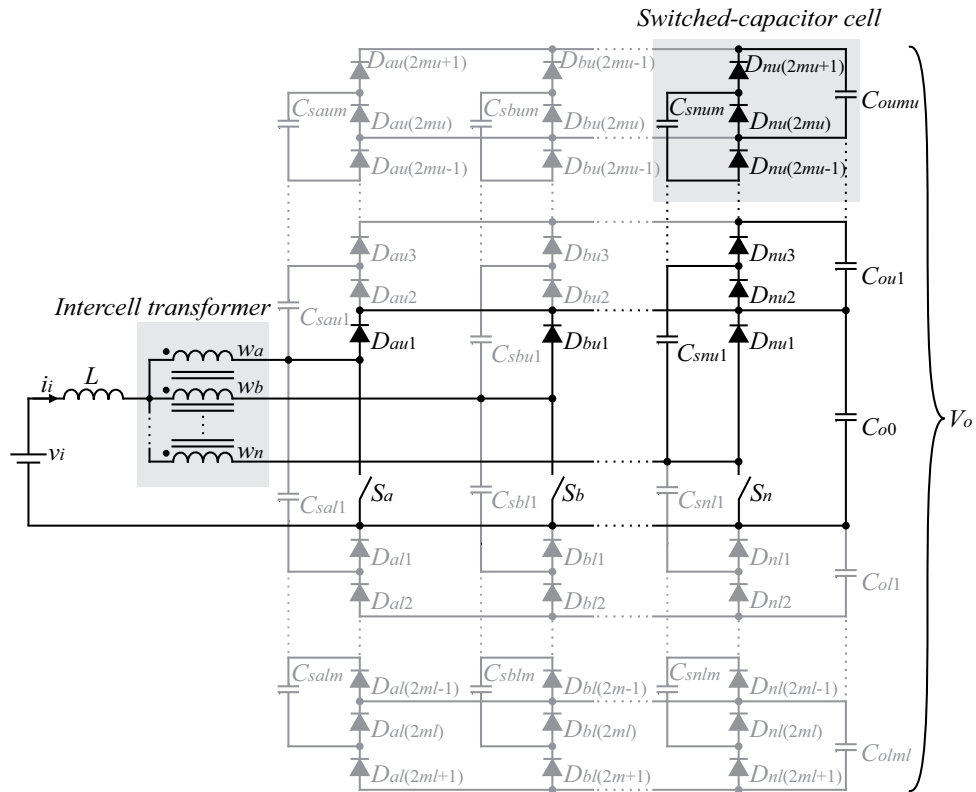 Switched-capacitor cell
Dau(2mu+1) Dbu(2mu-1) Dnu(2mu+1)
Csaum Csbum Csnum Coumu
Dau(2mu) Dbu(2mu) Dnu(2mu)
Dau(2mu-1) Dbu(2mu-1) Dnu(2mu-1)
Dau3 Dbu3 Dnu3
Cou1
Dau2 Dbu2 Dnu2
Intercell transformer
Csau1 Csbu1 Csnu1
Dau1 Dbu1 Dnu1
wa
ii L
wb
Co0 Vo
vi
wn
Sa Sb Sn
Csal1 Csbl1 Csnl1
Dal1 Dbl1 Dnl1
Col1
Dal2 Dbl2 Dnl2
Csalm Csblm Csnlm
Dal(2ml-1) Dbl(2m-1) Dnl(2ml-1)
Dal(2ml) Dbl(2ml) Dnl(2ml)
Colml
Dal(2ml+1) Dbl(2m+1) Dnl(2ml+1)